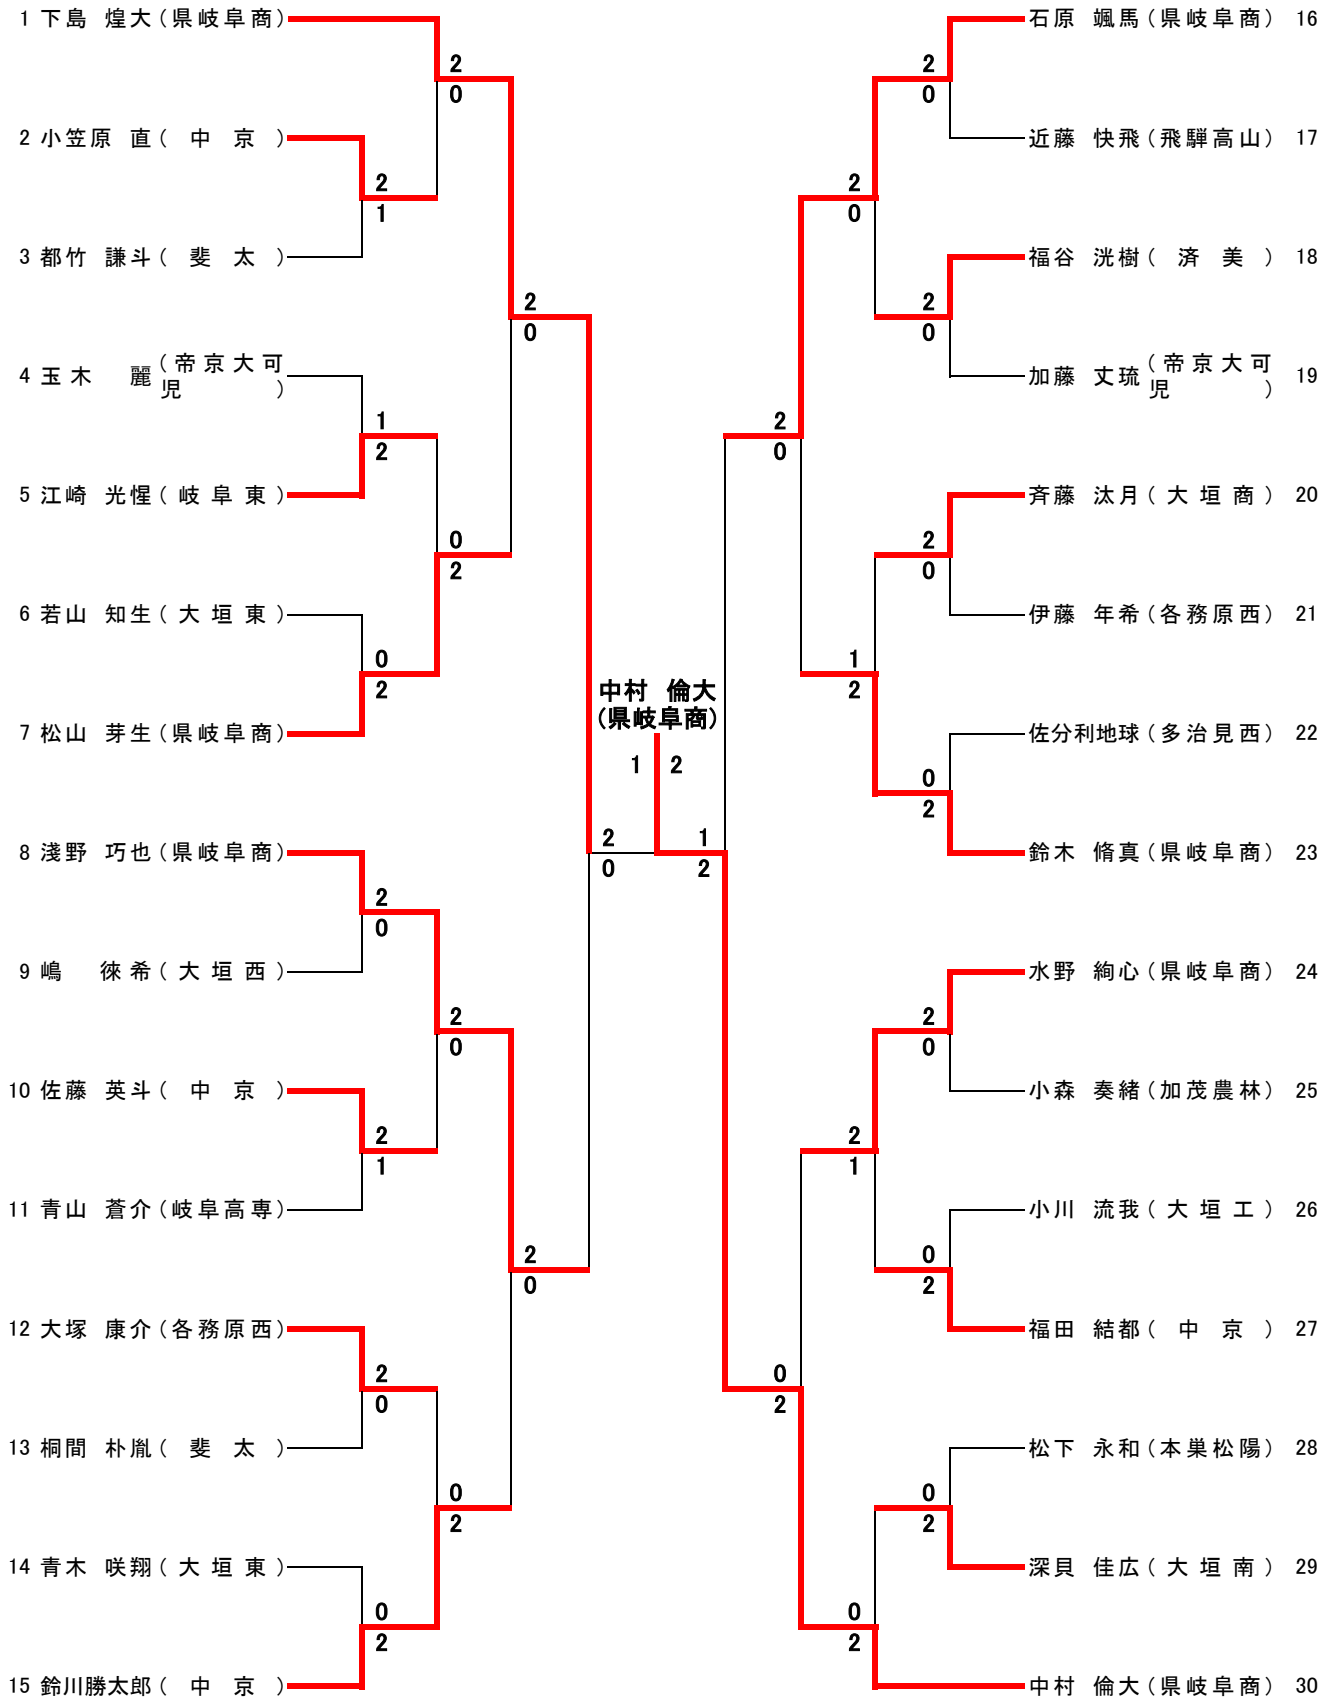 1 下島 煌大(県岐阜商)
2
0
2 小笠原 直( 中 京 )
2
1
3 都竹 謙斗( 斐 太 )
2
0
4 玉木 麗(帝京大可
児 )
1
2
5 江崎 光惺(岐阜東)
0
2
6 若山 知生(大垣東)
0
2
7 松山 芽生(県岐阜商)
8 淺野 巧也(県岐阜商)
2
0
9 嶋 徠希(大垣西)
2
0
10 佐藤 英斗( 中 京 )
2
1
11 青山 蒼介(岐阜高専)
2
0
12 大塚 康介(各務原西)
2
0
13 桐間 朴胤( 斐 太 )
0
2
14 青木 咲翔(大垣東)
0
2
15 鈴川勝太郎( 中 京 )
2
0
中村 倫大
(県岐阜商)
1 2
1
2
石原 颯馬(県岐阜商) 16
2
0
近藤 快飛(飛騨高山) 17
2
0
福谷 洸樹( 済 美 ) 18
2
0
加藤 丈琉(帝京大可
児 ) 19
2
0
斉藤 汰月(大垣商) 20
2
0
伊藤 年希(各務原西) 21
1
2
佐分利地球(多治見西) 22
0
2
鈴木 脩真(県岐阜商) 23
水野 絢心(県岐阜商) 24
2
0
小森 奏緒(加茂農林) 25
2
1
小川 流我(大垣工) 26
0
2
福田 結都( 中 京 ) 27
0
2
松下 永和(本巣松陽) 28
0
2
深貝 佳広(大垣南) 29
0
2
中村 倫大(県岐阜商) 30